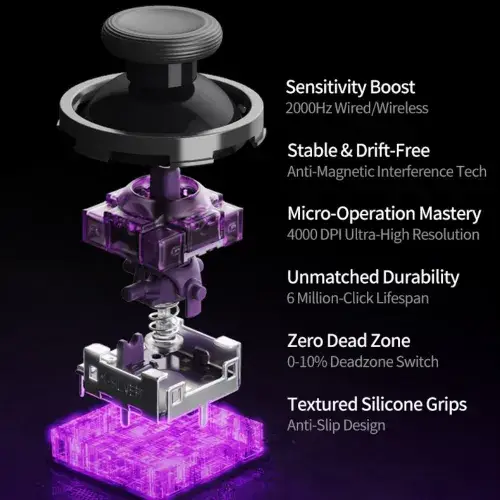 Sensitivity Boost
2000Hz Wired/Wireless
Stable & Drift-Free
Anti-Magnetic Interference Tech
Micro-Operation Mastery
4000 DPI Ultra-High Resolution
Unmatched Durability
6 Million-Click Lifespan
Zero Dead Zone
0-10% Deadzone Switch
Textured Silicone Grips
Anti-Slip Design